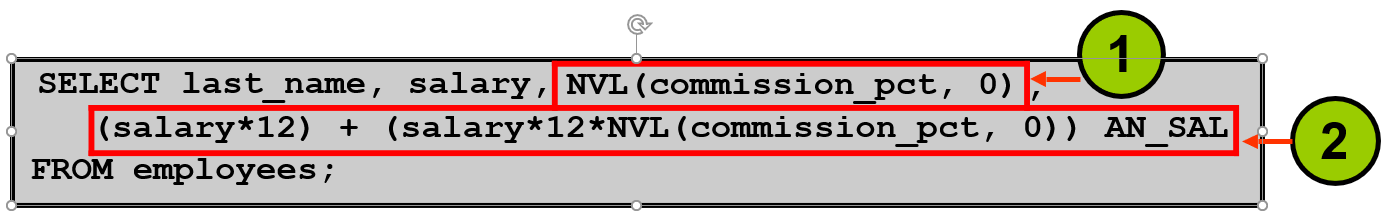 SELECT last_name, salary, NVL(commission_pct, 0),
(salary*12) + (salary*12*NVL(commission_pct, 0)) AN_SAL
FROM employees;
1
2